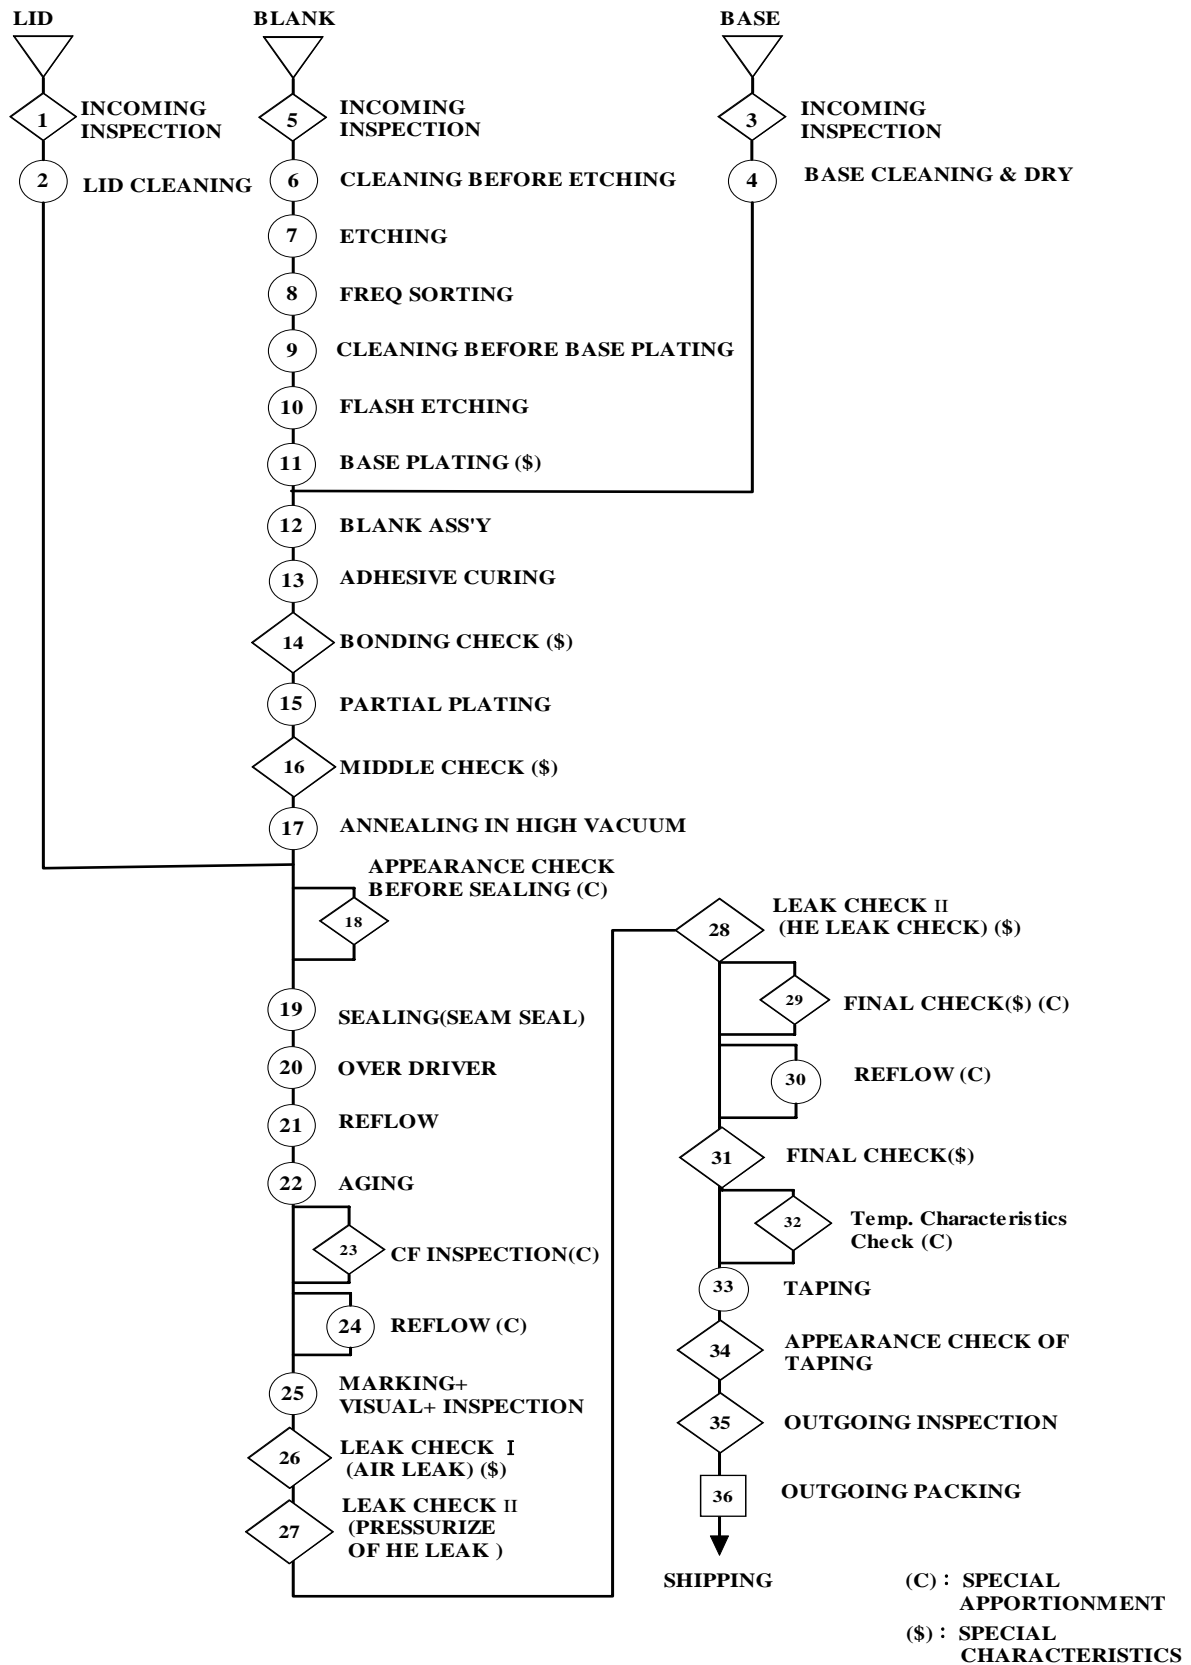 LID
BLANK
BASE
1
INCOMING
INSPECTION
5
INCOMING
INSPECTION
3
INCOMING
INSPECTION
2
LID CLEANING
6
CLEANING BEFORE ETCHING
4
BASE CLEANING & DRY
7
ETCHING
8
FREQ SORTING
9
CLEANING BEFORE BASE PLATING
10
FLASH ETCHING
11
BASE PLATING ($)
12
BLANK ASS'Y
13
ADHESIVE CURING
14
BONDING CHECK ($)
15
PARTIAL PLATING
16
MIDDLE CHECK ($)
17
ANNEALING IN HIGH VACUUM
APPEARANCE CHECK
BEFORE SEALING (C)
18
19
SEALING(SEAM SEAL)
20
OVER DRIVER
21
REFLOW
22
AGING
23
CF INSPECTION(C)
24
REFLOW (C)
25
MARKING+
VISUAL+ INSPECTION
26
LEAK CHECK I
(AIR LEAK) ($)
27
LEAK CHECK II
(PRESSURIZE
OF HE LEAK )
28
LEAK CHECK II
(HE LEAK CHECK) ($)
29
FINAL CHECK($) (C)
30
REFLOW (C)
31
FINAL CHECK($)
32
Temp. Characteristics
Check (C)
33
TAPING
34
APPEARANCE CHECK OF
TAPING
35
OUTGOING INSPECTION
36
OUTGOING PACKING
SHIPPING
(C) : SPECIAL
APPORTIONMENT
($) : SPECIAL
CHARACTERISTICS